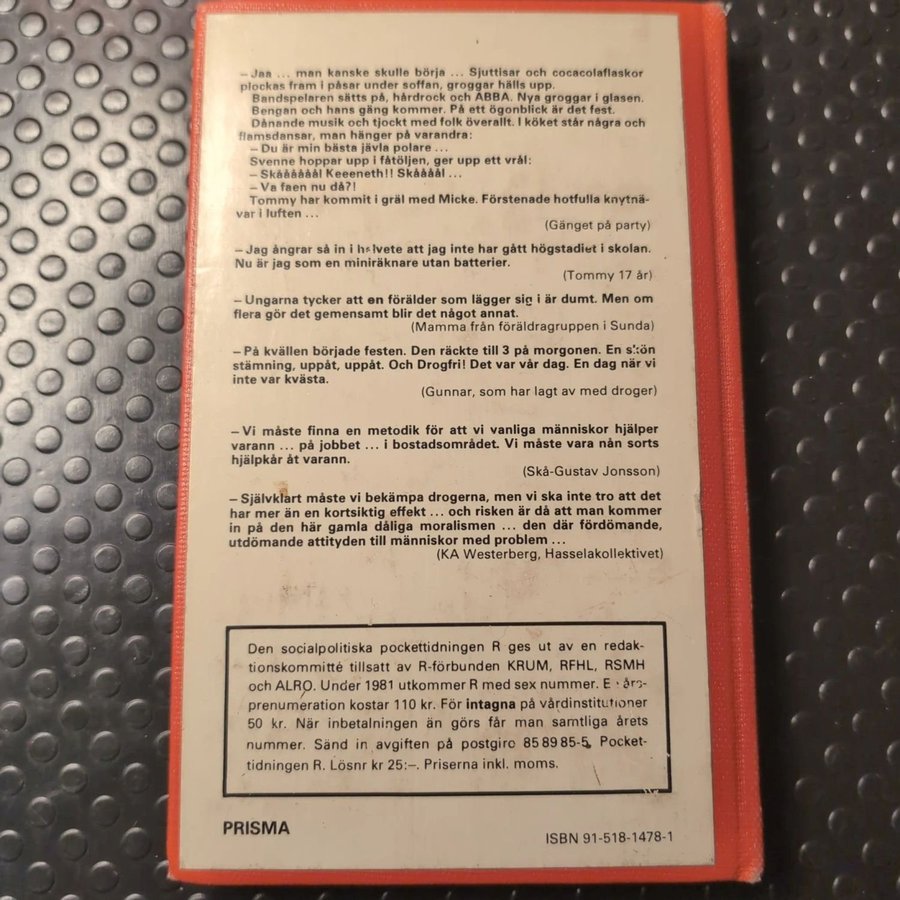 – Jaa ... man kanske skulle börja ... Sjuttisar och cocacolaflaskor
plockas fram i påsar under soffan, groggar hälls upp.
Bandspelaren sätts på, hårdrock och ABBA. Nya groggar i glasen.
Bengan och hans gäng kommer. På ett ögonblick är det fest.
Dånande musik och tjockt med folk överallt. I köket står några och
flamsdansar, man hänger på varandra:
– Du är min bästa jävla polare ...
Svenne hoppar upp i fåtöljen, ger upp ett vrål:
– Skåååååål Keeeneth!! Skåååål ...
– Va faen nu då?!
Tommy har kommit i gräl med Micke. Förstenade hotfulla knytnä-
var i luften ...
(Gänget på party)
– Jag ångrar så in i helvete att jag inte har gått högstadiet i skolan.
Nu är jag som en miniräknare utan batterier.
(Tommy 17 år)
– Ungarna tycker att en förälder som lägger sig i är dumt. Men om
flera gör det gemensamt blir det något annat.
(Mamma från föräldragruppen i Sunda)
– På kvällen började festen. Den räckte till 3 på morgonen. En skön
stämning, uppåt, uppåt. Och Drogfri! Det var vår dag. En dag när vi
inte var kvästa.
(Gunnar, som har lagt av med droger)
– Vi måste finna en metodik för att vi vanliga människor hjälper
varann ... på jobbet ... i bostadsområdet. Vi måste vara nån sorts
hjälpkår åt varann.
(Skå-Gustav Jonsson)
– Självklart måste vi bekämpa drogerna, men vi ska inte tro att det
har mer än en kortsiktig effekt ... och risken är då att man kommer
in på den här gamla dåliga moralismen ... den där fördömande,
utdömande attityden till människor med problem ...
(KA Westerberg, Hasselakollektivet)
Den socialpolitiska pockettidningen R ges ut av en redak-
tionskommitté tillsatt av R-förbunden KRUM, RFHL, RSMH
och ALRO. Under 1981 utkommer R med sex nummer. En års-
prenumeration kostar 110 kr. För intagna på vårdinstitutioner
50 kr. När inbetalningen än görs får man samtliga årets
nummer. Sänd in avgiften på postgiro 85 89 85-5. Pocket-
tidningen R. Lösnr kr 25:–. Priserna inkl. moms.
PRISMA
ISBN 91-518-1478-1